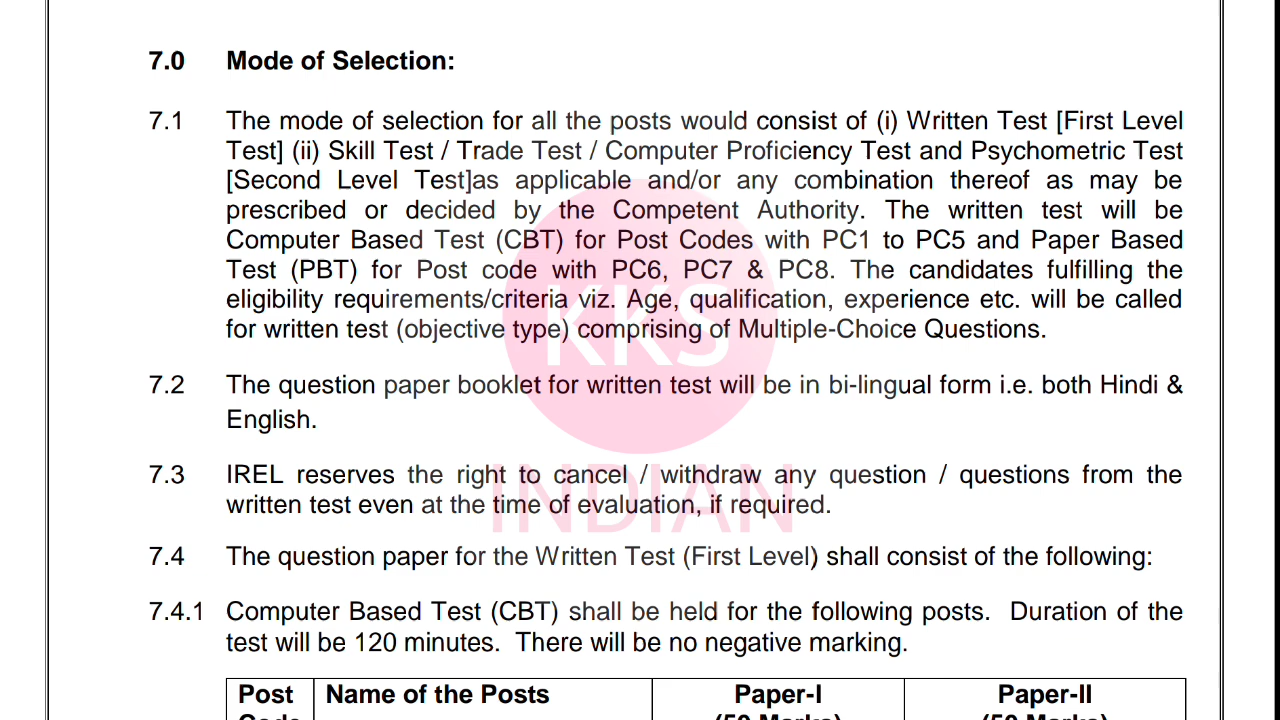 7.0 Mode of Selection:
7.1 The mode of selection for all the posts would consist of (i) Written Test [First Level
Test] (ii) Skill Test / Trade Test / Computer Proficiency Test and Psychometric Test
[Second Level Test]as applicable and/or any combination thereof as may be
prescribed or decided by the Competent Authority. The written test will be
Computer Based Test (CBT) for Post Codes with PC1 to PC5 and Paper Based
Test (PBT) for Post code with PC6, PC7 & PC8. The candidates fulfilling the
eligibility requirements/criteria viz. Age, qualification, experience etc. will be called
for written test (objective type) comprising of Multiple-Choice Questions.
KKS
7.2 The question paper booklet for written test will be in bi-lingual form i.e. both Hindi &
English.
7.3 IREL reserves the right to cancel / withdraw any question / questions from the
written test even at the time of evaluation, if required.
INDIAN
7.4 The question paper for the Written Test (First Level) shall consist of the following:
7.4.1 Computer Based Test (CBT) shall be held for the following posts. Duration of the
test will be 120 minutes. There will be no negative marking.
Post Name of the Posts Paper-I Paper-II
Code (50 Marks) (50 Marks)